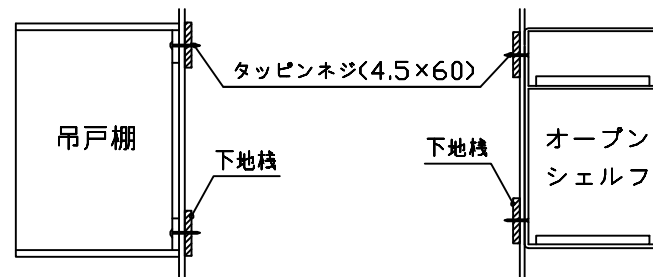 タッピンネジ(4.5×60)
吊戸棚
オープン
シェルフ
下地桟
下地桟